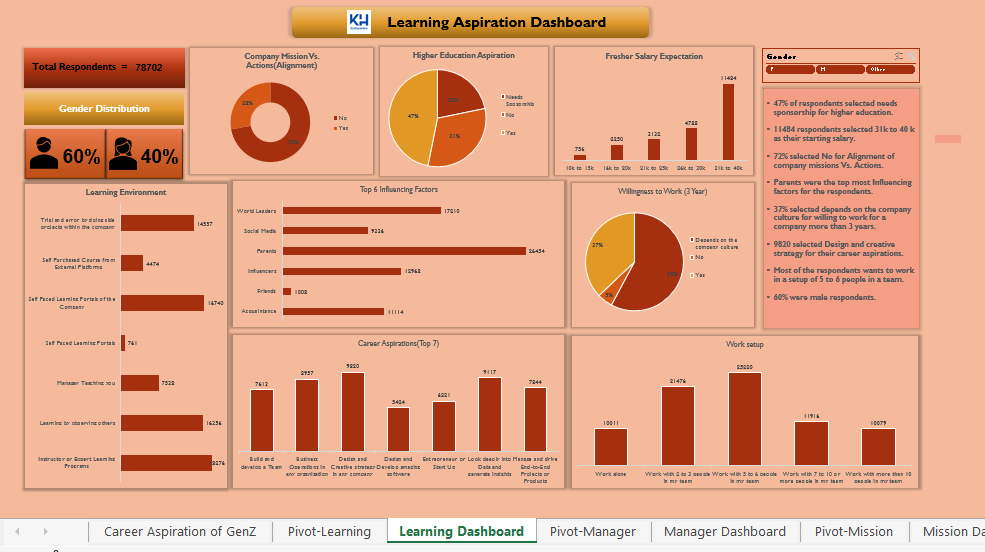 KH
Learning Aspiration Dashboard
Total Respondents = 78702
Gender Distribution
60%
40%
Company Mission Vs.
Actions(Alignment)
28%
No
Yes
Higher Education Aspiration
47%
21%
Needs
Sponsorship
No
Yes
Fresher Salary Expectation
756
8250
2128
4788
11484
10k to 15k
16k to 20k
21k to 25k
26k to 30k
31k to 40k
Gender
F
M
Other
• 47% of respondents selected needs
sponsorship for higher education.
• 11484 respondents selected 31k to 40 k
as their starting salary.
• 72% selected No for Alignment of
company missions Vs. Actions.
• Parents were the top most Influencing
factors for the respondents.
• 37% selected depends on the company
culture for willing to work for a
company more than 3 years.
• 9820 selected Design and creative
strategy for their career aspirations.
• Most of the respondents wants to work
in a setup of 5 to 6 people in a team.
• 60% were male respondents.
Learning Environment
Trial and error by doing side
projects within the company
14557
Self Purchased Course from
External Platforms
4474
Self Paced Learning Portals of the
Company
16740
Self Paced Learning Portals
761
Manager Teaching you
7528
Learning by observing others
16256
Instructor or Expert Learning
Programs
Top 6 Influencing Factors
World Leaders
17210
Social Media
9326
Parents
26454
Influencers
12968
Friends
1002
Acquaintance
11114
Willingness to Work (3 Year)
27%
Depends on the
company culture
No
Yes
Career Aspirations(Top 7)
7613
8957
9820
5404
6221
9117
7844
Build and
develop a Team
Business
Operations in
any organization
Design and
Creative strategy
in any company
Design and
Develop amazing
software
Entrepreneur or
Start Up
Look deeply into
Data and
generate insights
Manage and drive
End-to-End
Projects or
Products
Work setup
10011
21476
25220
11916
10079
Work alone
Work with 2 to 3 people
in my team
Work with 5 to 6 people
in my team
Work with 7 to 10 or
more people in my team
Work with more than 10
people in my team
Career Aspiration of GenZ
Pivot-Learning
Learning Dashboard
Pivot-Manager
Manager Dashboard
Pivot-Mission
Mission Da